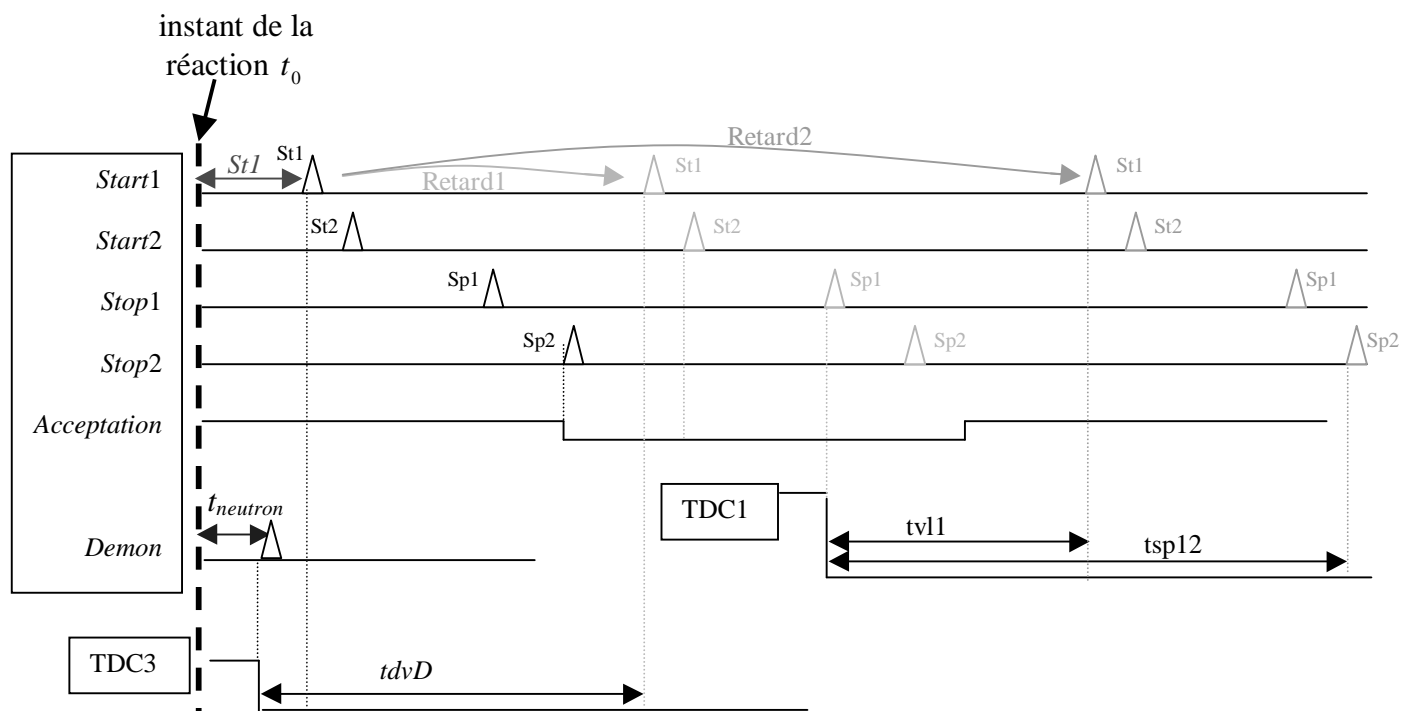 instant de la
réaction t₀
Retard2
Start1 St1 St1 Retard1 St1 St1
Start2 St2 St2 St2
Stop1 Sp1 Sp1 Sp1
Stop2 Sp2 Sp2 Sp2
Acceptation
TDC1
tneutron
Demon
tvl1
tsp12
TDC3
tdvD